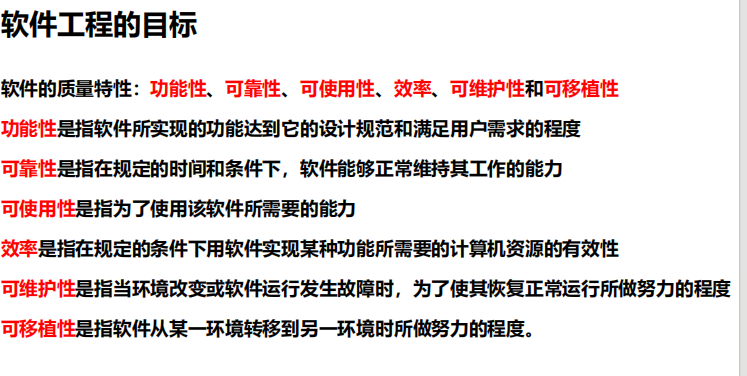 软件工程的目标
软件的质量特性：功能性、可靠性、可使用性、效率、可维护性和可移植性
功能性是指软件所实现的功能达到它的设计规范和满足用户需求的程度
可靠性是指在规定的时间和条件下，软件能够正常维持其工作的能力
可使用性是指为了使用该软件所需要的能力
效率是指在规定的条件下用软件实现某种功能所需要的计算机资源的有效性
可维护性是指当环境改变或软件运行发生故障时，为了使其恢复正常运行所做努力的程度
可移植性是指软件从某一环境转移到另一环境时所做努力的程度。